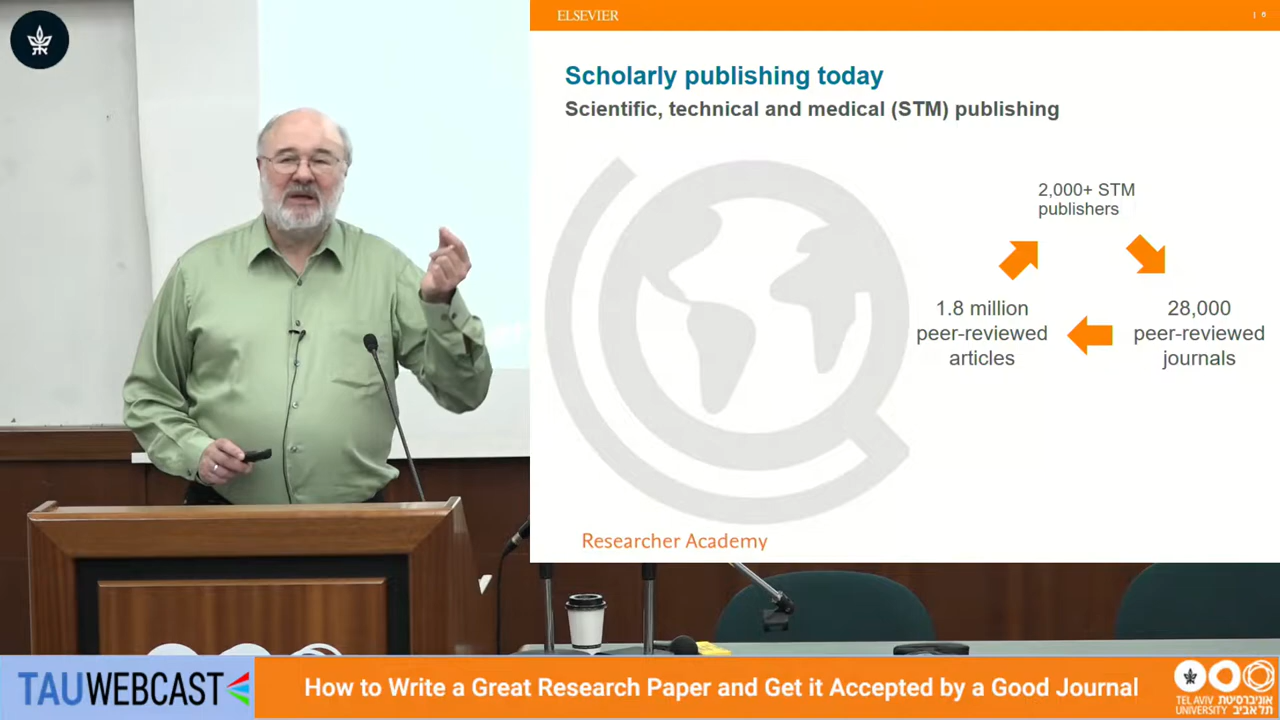 ELSEVIER
| 6
Scholarly publishing today
Scientific, technical and medical (STM) publishing
2,000+ STM
publishers
1.8 million
peer-reviewed
articles
28,000
peer-reviewed
journals
Researcher Academy
TAUWEBCAST
How to Write a Great Research Paper and Get it Accepted by a Good Journal
TEL AVIV אוניברסיטת
UNIVERSITY תל אביב